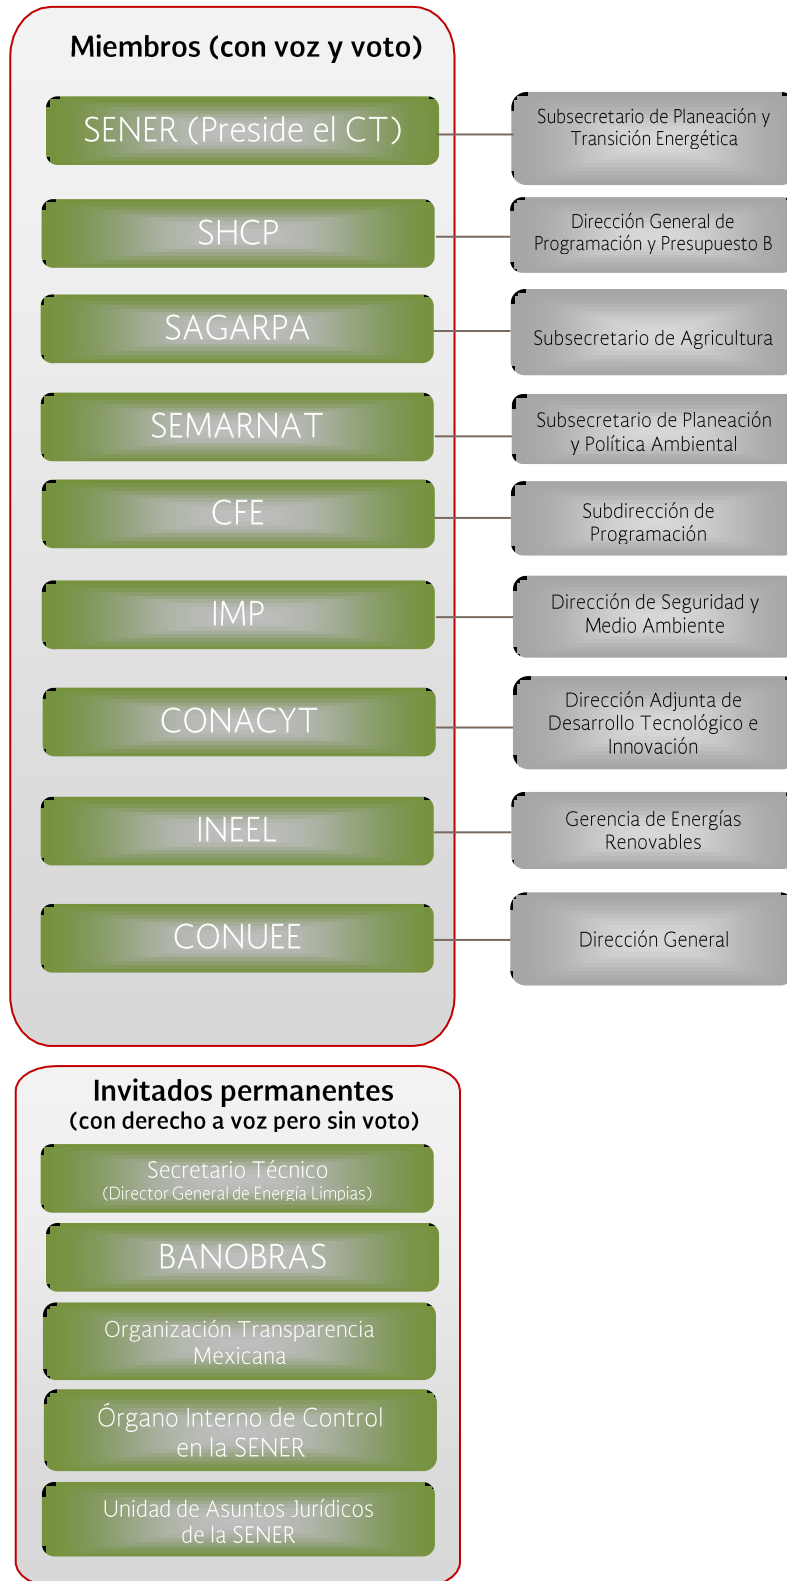 Miembros (con voz y voto)
SENER (Preside el CT)
Subsecretario de Planeación y
Transición Energética
SHCP
Dirección General de
Programación y Presupuesto B
SAGARPA
Subsecretario de Agricultura
SEMARNAT
Subsecretario de Planeación
y Política Ambiental
CFE
Subdirección de
Programación
IMP
Dirección de Seguridad y
Medio Ambiente
CONACYT
Dirección Adjunta de
Desarrollo Tecnológico e
Innovación
INEEL
Gerencia de Energías
Renovables
CONUEE
Dirección General
Invitados permanentes
(con derecho a voz pero sin voto)
Secretario Técnico
(Director General de Energía Limpias)
BANOBRAS
Organización Transparencia
Mexicana
Órgano Interno de Control
en la SENER
Unidad de Asuntos Jurídicos
de la SENER